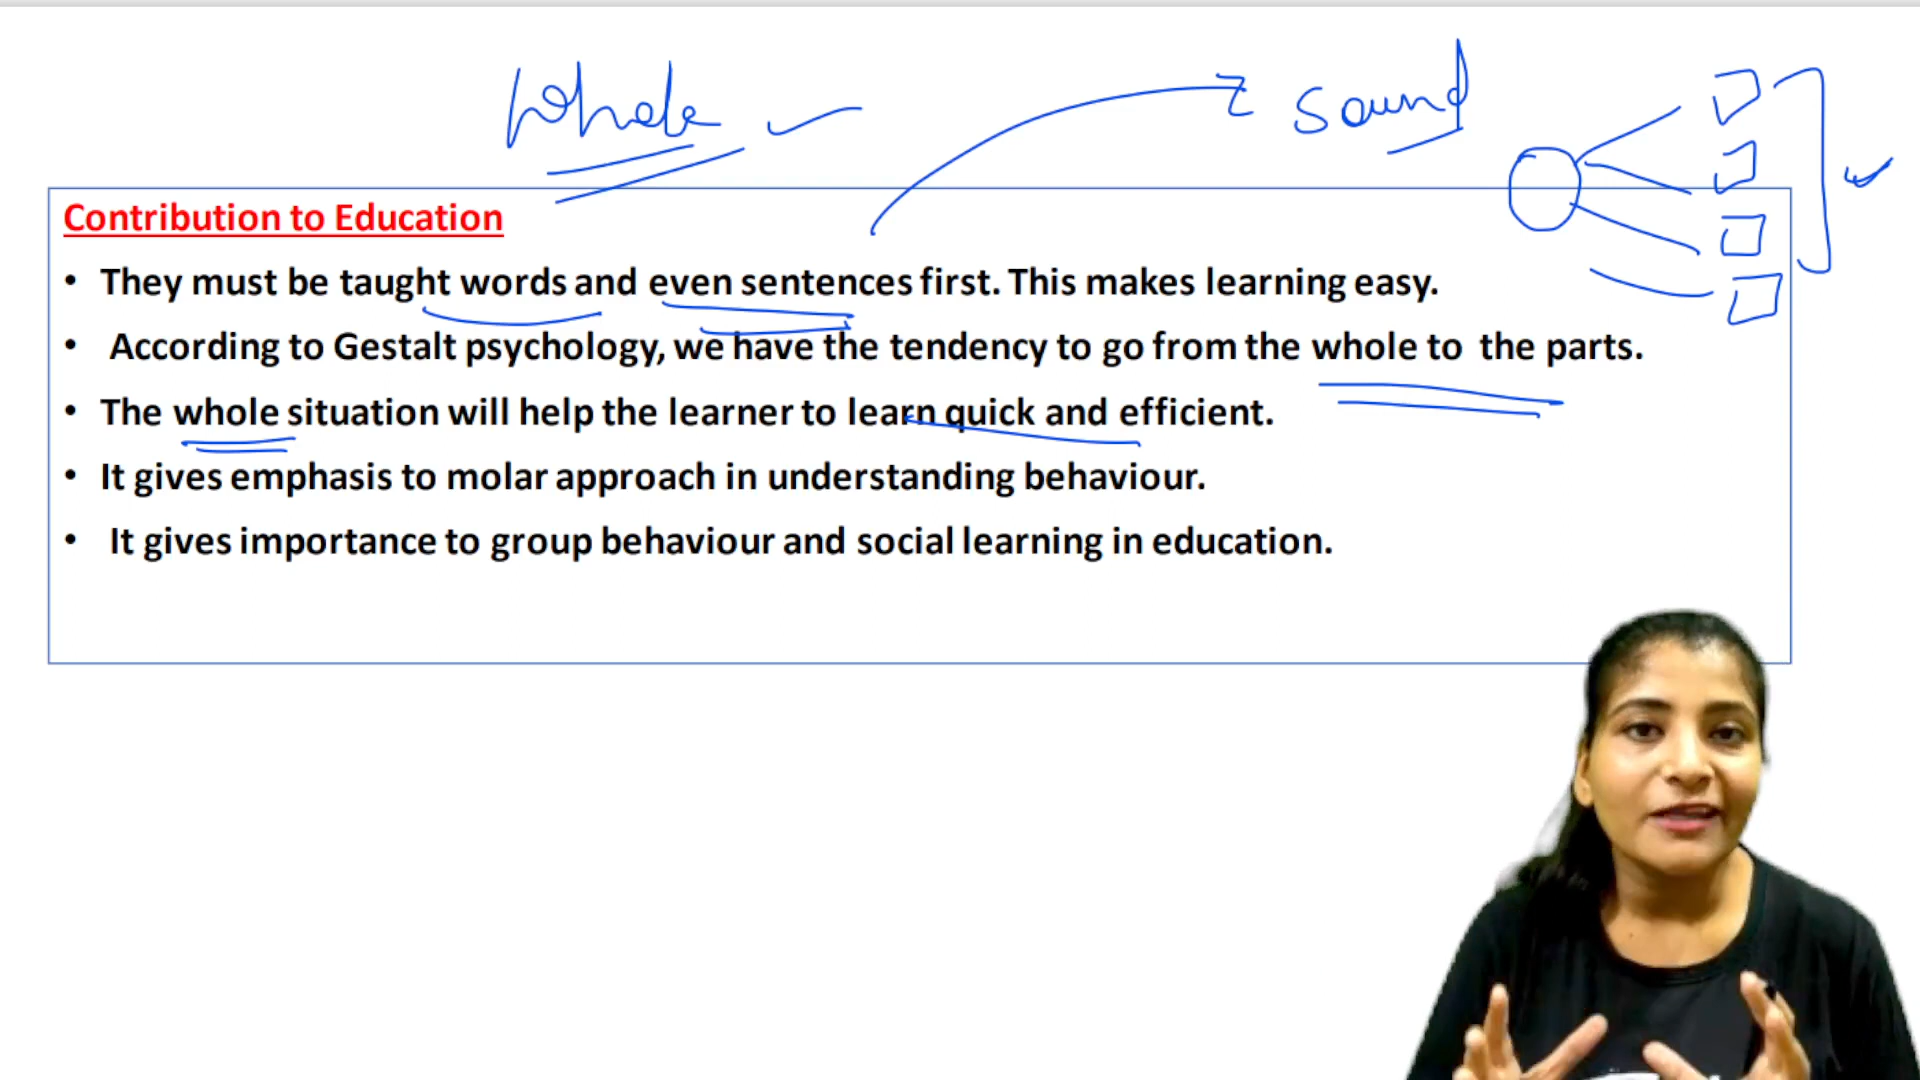 Whole
sound
Contribution to Education
• They must be taught words and even sentences first. This makes learning easy.
• According to Gestalt psychology, we have the tendency to go from the whole to the parts.
• The whole situation will help the learner to learn quick and efficient.
• It gives emphasis to molar approach in understanding behaviour.
• It gives importance to group behaviour and social learning in education.